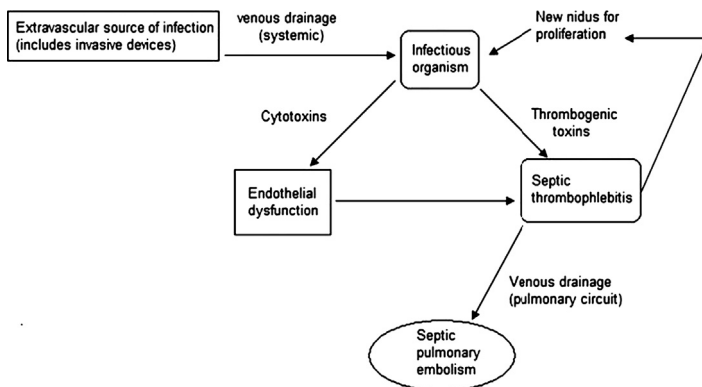 Extravascular source of infection
(includes invasive devices)
venous drainage
(systemic)
Infectious
organism
New nidus for
proliferation
Cytotoxins
Thrombogenic
toxins
Endothelial
dysfunction
Septic
thrombophlebitis
Venous drainage
(pulmonary circuit)
Septic
pulmonary
embolism